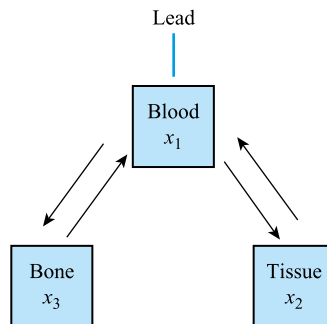 Lead
Blood
x₁
Bone
x₃
Tissue
x₂